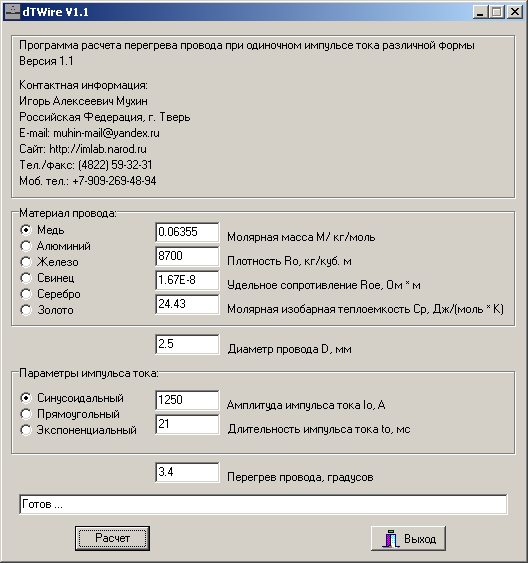 dTWire V1.1
Программа расчета перегрева провода при одиночном импульсе тока различной формы
Версия 1.1
Контактная информация:
Игорь Алексеевич Мухин
Российская Федерация, г. Тверь
E-mail: muhin-mail@yandex.ru
Сайт: http://imlab.narod.ru
Тел./факс: (4822) 59-32-31
Моб. тел.: +7-909-269-48-94
Материал провода:
Медь
Алюминий
Железо
Свинец
Серебро
Золото
0.06355 Молярная масса M/ кг/моль
8700 Плотность Ro, кг/куб. м
1.67E-8 Удельное сопротивление Roe, Ом * м
24.43 Молярная изобарная теплоемкость Cp, Дж/(моль * K)
2.5 Диаметр провода D, мм
Параметры импульса тока:
Синусоидальный
Прямоугольный
Экспоненциальный
1250 Амплитуда импульса тока Io, А
21 Длительность импульса тока to, мс
3.4 Перегрев провода, градусов
Готов ...
Расчет
Выход